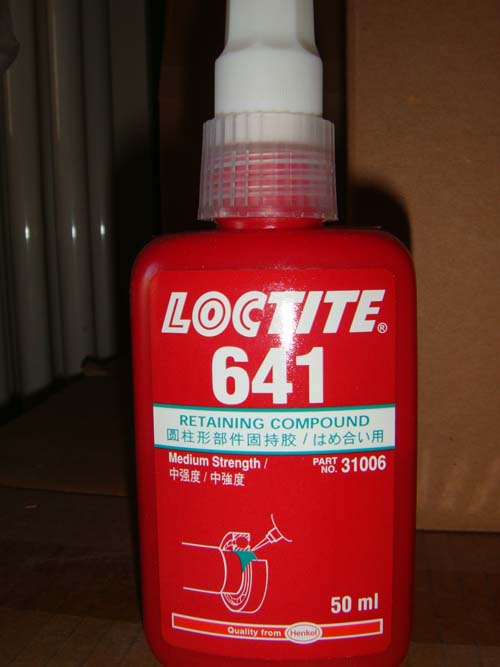 LOCTITE®
641
RETAINING COMPOUND
圆柱形部件固持胶 / はめ合い用
Medium Strength /
中强度 / 中強度
PART
NO. 31006
50 ml
Quality from Henkel